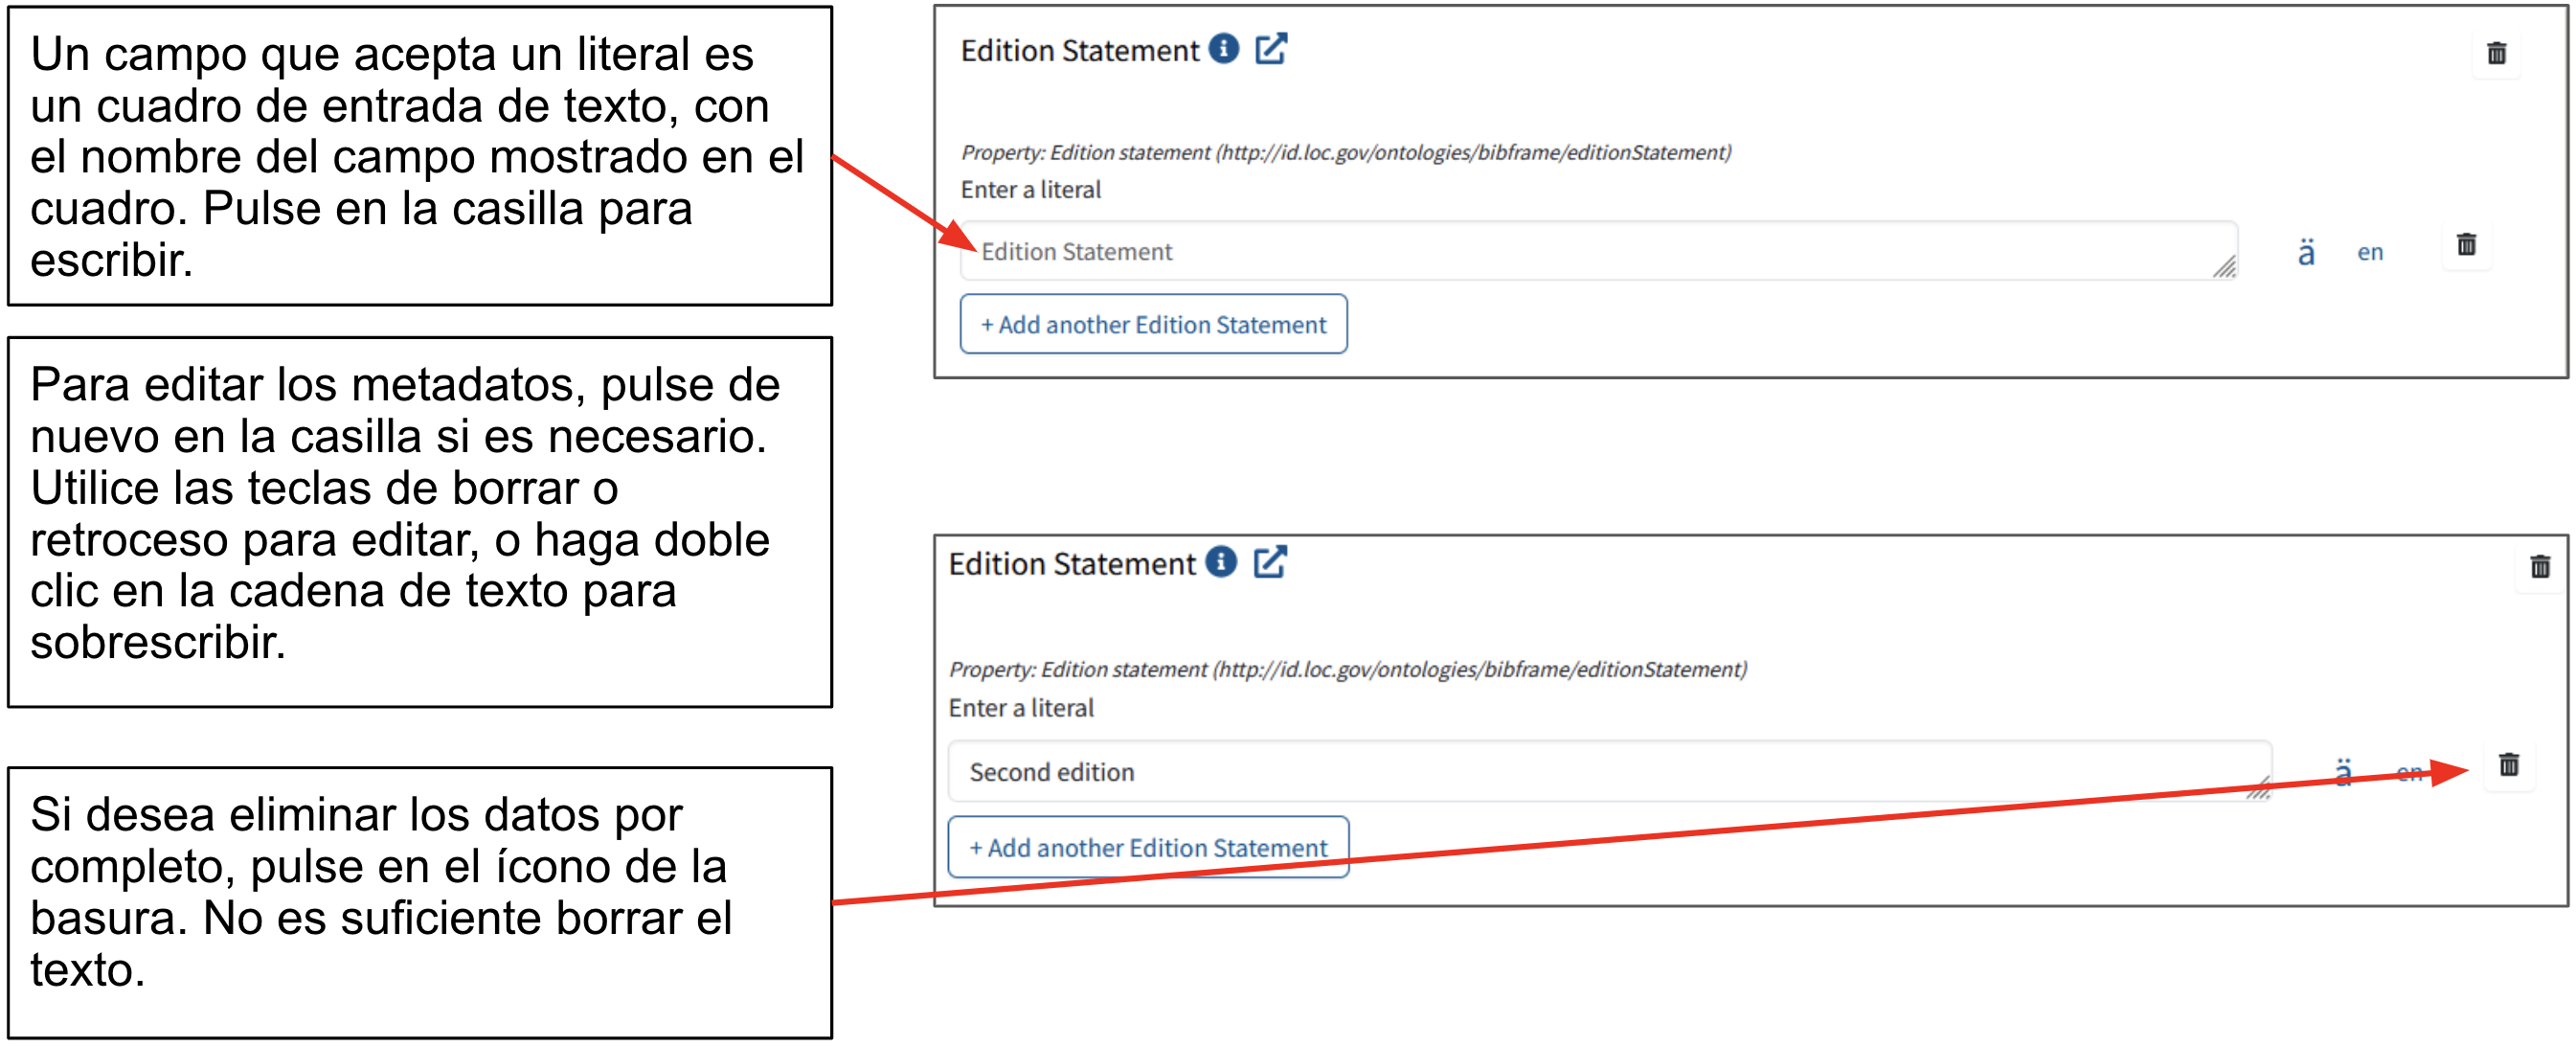 Un campo que acepta un literal es
un cuadro de entrada de texto, con
el nombre del campo mostrado en el
cuadro. Pulse en la casilla para
escribir.
Edition Statement
Property: Edition statement (http://id.loc.gov/ontologies/bibframe/editionStatement)
Enter a literal
Edition Statement
ä en
+ Add another Edition Statement
Para editar los metadatos, pulse de
nuevo en la casilla si es necesario.
Utilice las teclas de borrar o
retroceso para editar, o haga doble
clic en la cadena de texto para
sobrescribir.
Edition Statement
Property: Edition statement (http://id.loc.gov/ontologies/bibframe/editionStatement)
Enter a literal
Second edition
ä en
+ Add another Edition Statement
Si desea eliminar los datos por
completo, pulse en el ícono de la
basura. No es suficiente borrar el
texto.